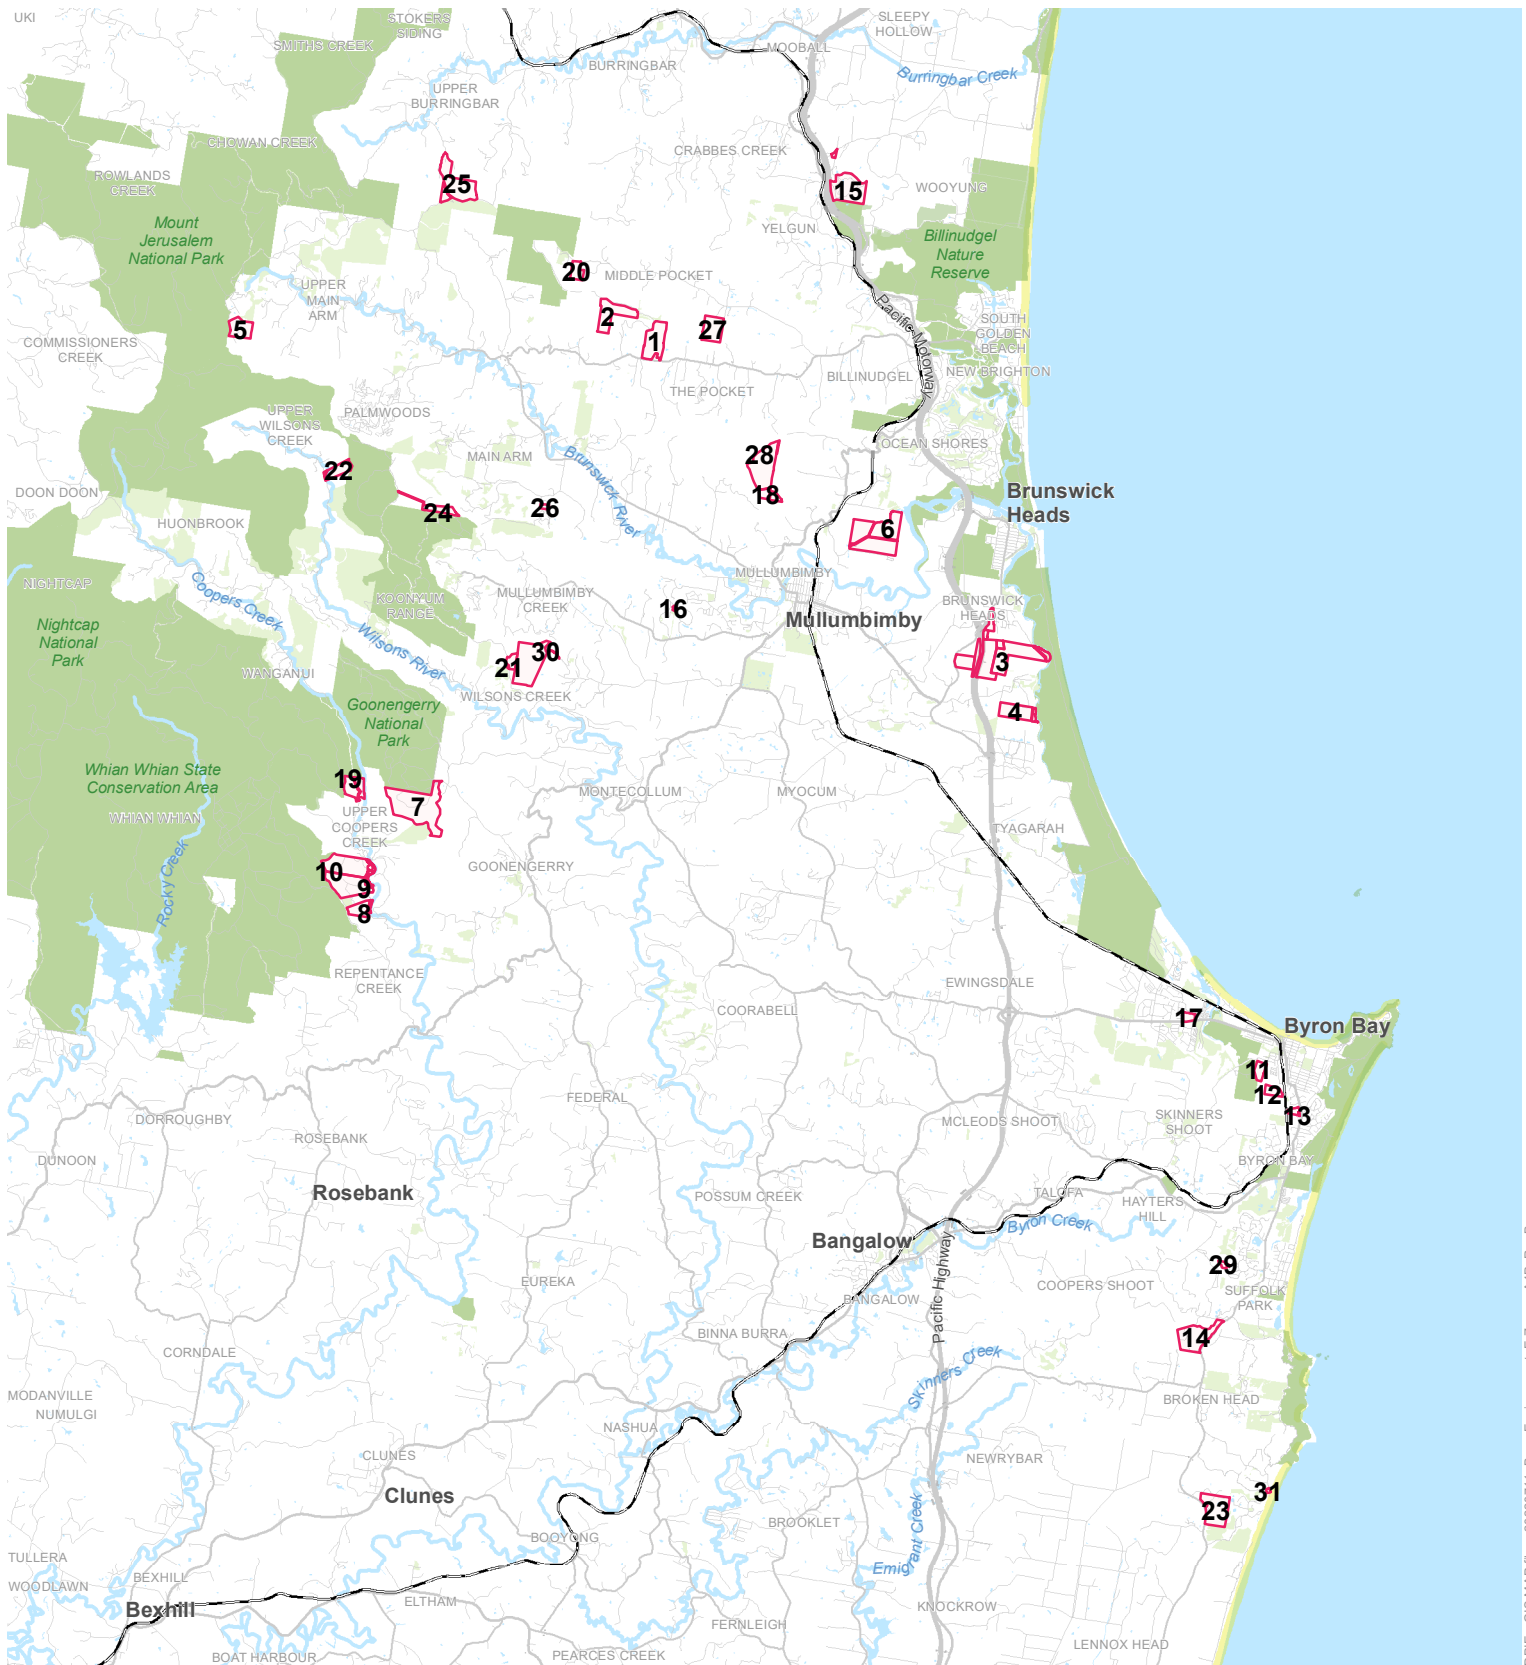 UKI
STOKERS
SIDING
SLEEPY
HOLLOW
SMITHS CREEK
MOOBALL
BURRINGBAR
Burringbar Creek
UPPER
BURRINGBAR
CHOWAN CREEK
CRABBES CREEK
ROWLANDS
CREEK
25
15
WOOYUNG
Mount
Jerusalem
National Park
YELGUN
Billinudgel
Nature
Reserve
20
MIDDLE POCKET
UPPER
MAIN
ARM
2
27
5
1
Pacific Motorway
SOUTH
GOLDEN
BEACH
COMMISSIONERS
CREEK
THE POCKET
BILLINUDGEL
NEW BRIGHTON
UPPER
WILSONS
CREEK
PALMWOODS
OCEAN SHORES
MAIN ARM
Brunswick River
28
22
18
DOON DOON
24
26
Brunswick
Heads
HUONBROOK
6
NIGHTCAP
Coopers Creek
KOONYUM
RANGE
MULLUMBIMBY
CREEK
MULLUMBIMBY
16
Mullumbimby
BRUNSWICK
HEADS
Nightcap
National
Park
Wilsons River
WANGANUI
21
30
3
WILSONS CREEK
Goonengerry
National
Park
4
Whian Whian State
Conservation Area
WHIAN WHIAN
19
7
MONTECOLLUM
MYOCUM
UPPER
COOPERS
CREEK
TYAGARAH
Rocky Creek
10
9
8
GOONENGERRY
REPENTANCE
CREEK
EWINGSDALE
COORABELL
17
Byron Bay
11
12
13
FEDERAL
DORROUGHBY
ROSEBANK
MCLEODS SHOOT
SKINNERS
SHOOT
DUNOON
BYRON BAY
Rosebank
POSSUM CREEK
TALOFA
HAYTERS
HILL
Byron Creek
Bangalow
Pacific Highway
29
EUREKA
COOPERS SHOOT
SUFFOLK
PARK
BANGALOW
BINNA BURRA
14
CORNDALE
Skinners Creek
MODANVILLE
NUMULGI
BROKEN HEAD
NASHUA
CLUNES
NEWRYBAR
Clunes
31
23
BROOKLET
BOOYONG
Emigrant Creek
TULLERA
WOODLAWN
BEXHILL
Bexhill
ELTHAM
KNOCKROW
FERNLEIGH
BOAT HARBOUR
PEARCES CREEK
LENNOX HEAD